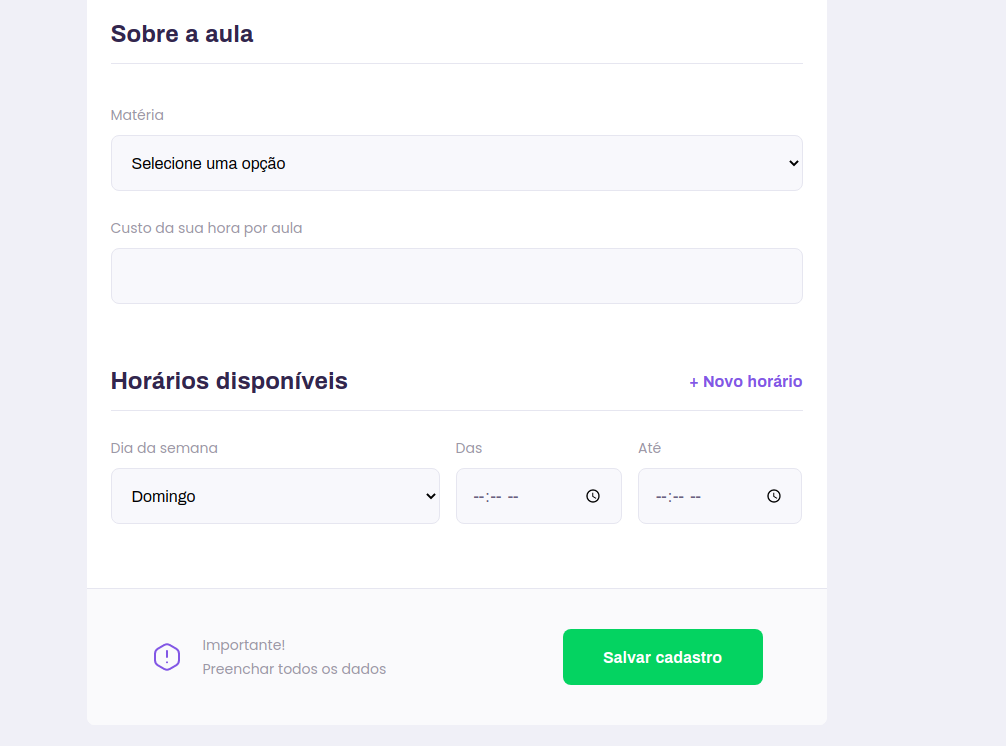 Sobre a aula
Matéria
Selecione uma opção
Custo da sua hora por aula
Horários disponíveis + Novo horário
Dia da semana Das Até
Domingo --:-- -- --:-- --
Importante!
Preenchar todos os dados
Salvar cadastro